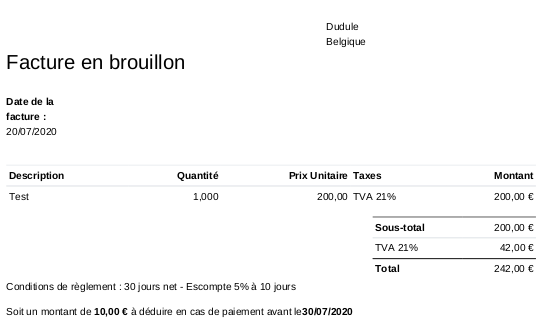 Dudule
Belgique
Facture en brouillon
Date de la
facture :
20/07/2020
Description Quantité Prix Unitaire Taxes Montant
Test 1,000 200,00 TVA 21% 200,00 €
Sous-total 200,00 €
TVA 21% 42,00 €
Total 242,00 €
Conditions de règlement : 30 jours net - Escompte 5% à 10 jours
Soit un montant de 10,00 € à déduire en cas de paiement avant le30/07/2020